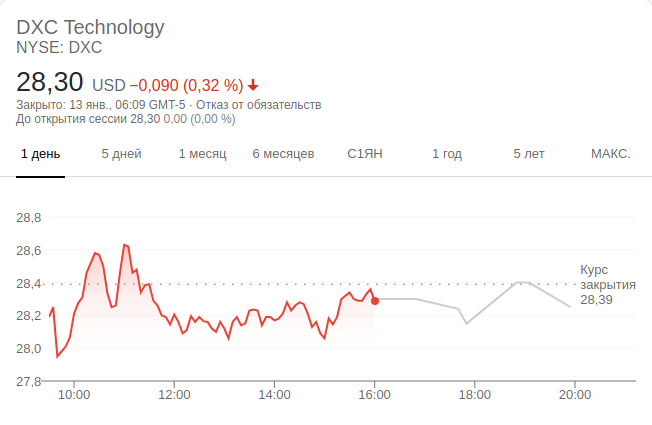 DXC Technology
NYSE: DXC
28,30 USD −0,090 (0,32 %)
Закрыто: 13 янв., 06:09 GMT-5 · Отказ от обязательств
До открытия сессии 28,30 0,00 (0,00 %)
1 день 5 дней 1 месяц 6 месяцев С1ЯН 1 год 5 лет МАКС.
28,8
28,6
28,4
28,2
28,0
27,8
Курс
закрытия
28,39
10:00 12:00 14:00 16:00 18:00 20:00